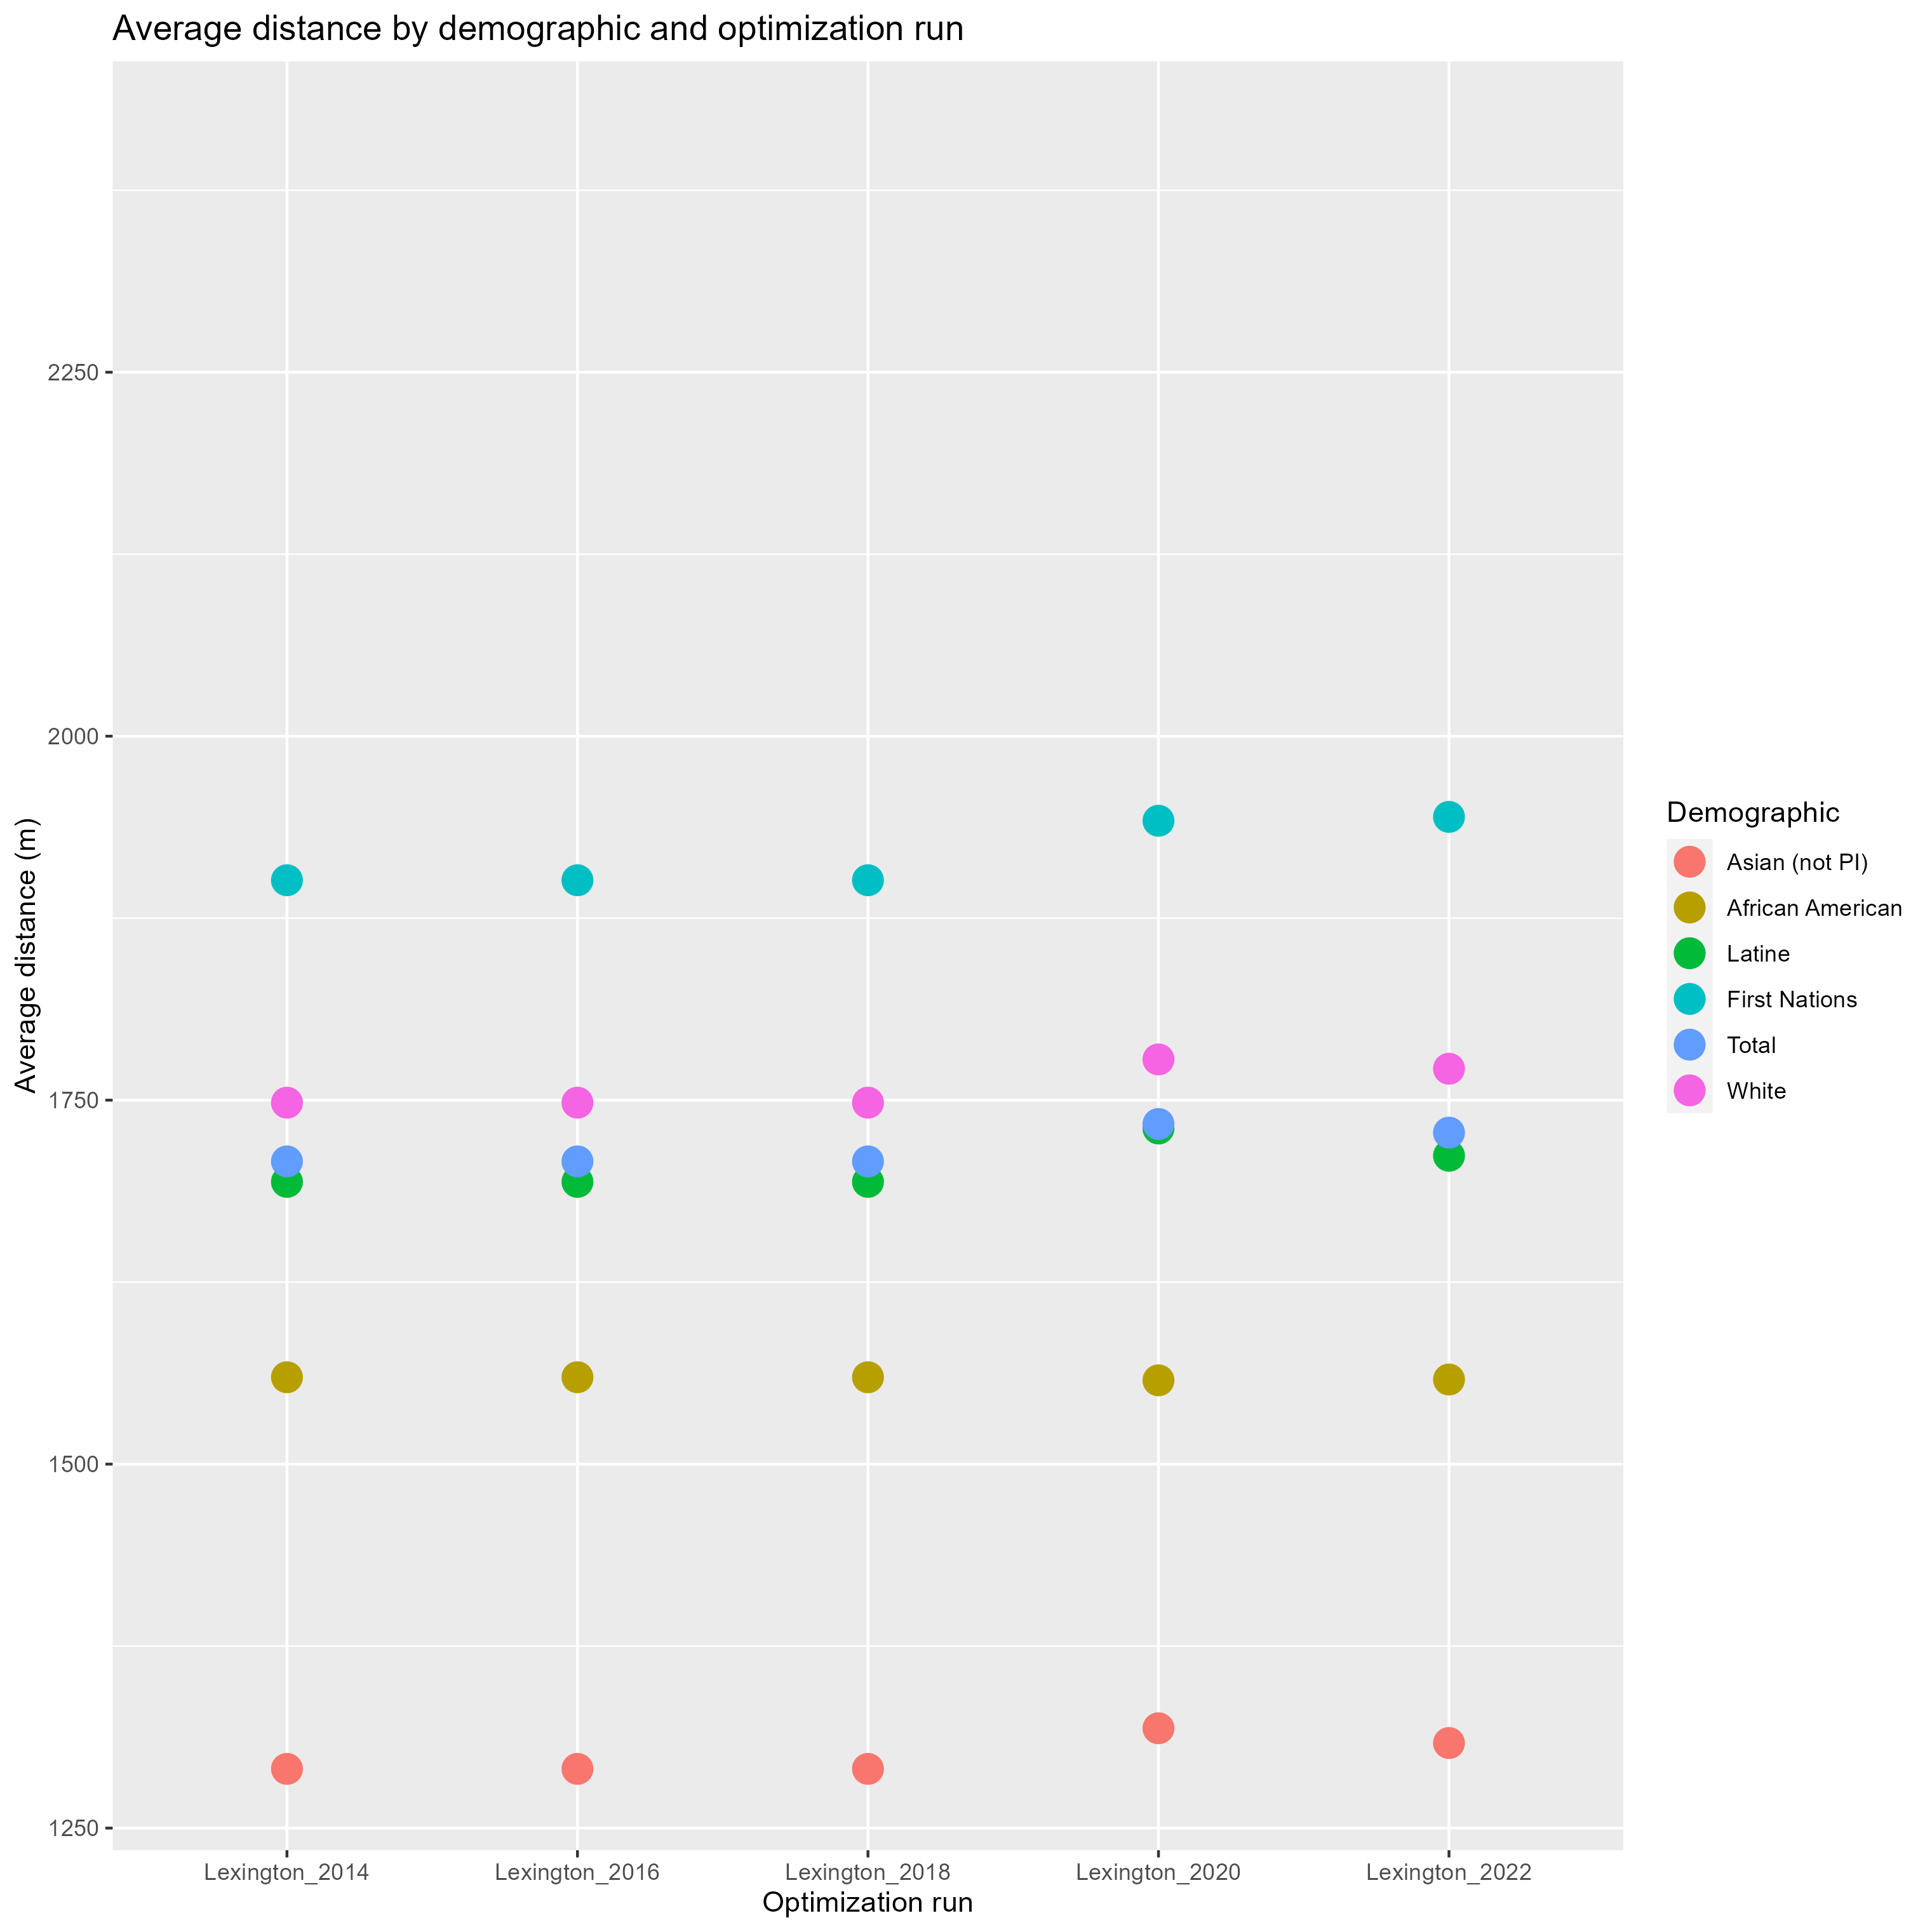 Average distance by demographic and optimization run
Average distance (m)
2250
2000
1750
1500
1250
Lexington_2014
Lexington_2016
Lexington_2018
Lexington_2020
Lexington_2022
Optimization run
Demographic
Asian (not PI)
African American
Latine
First Nations
Total
White